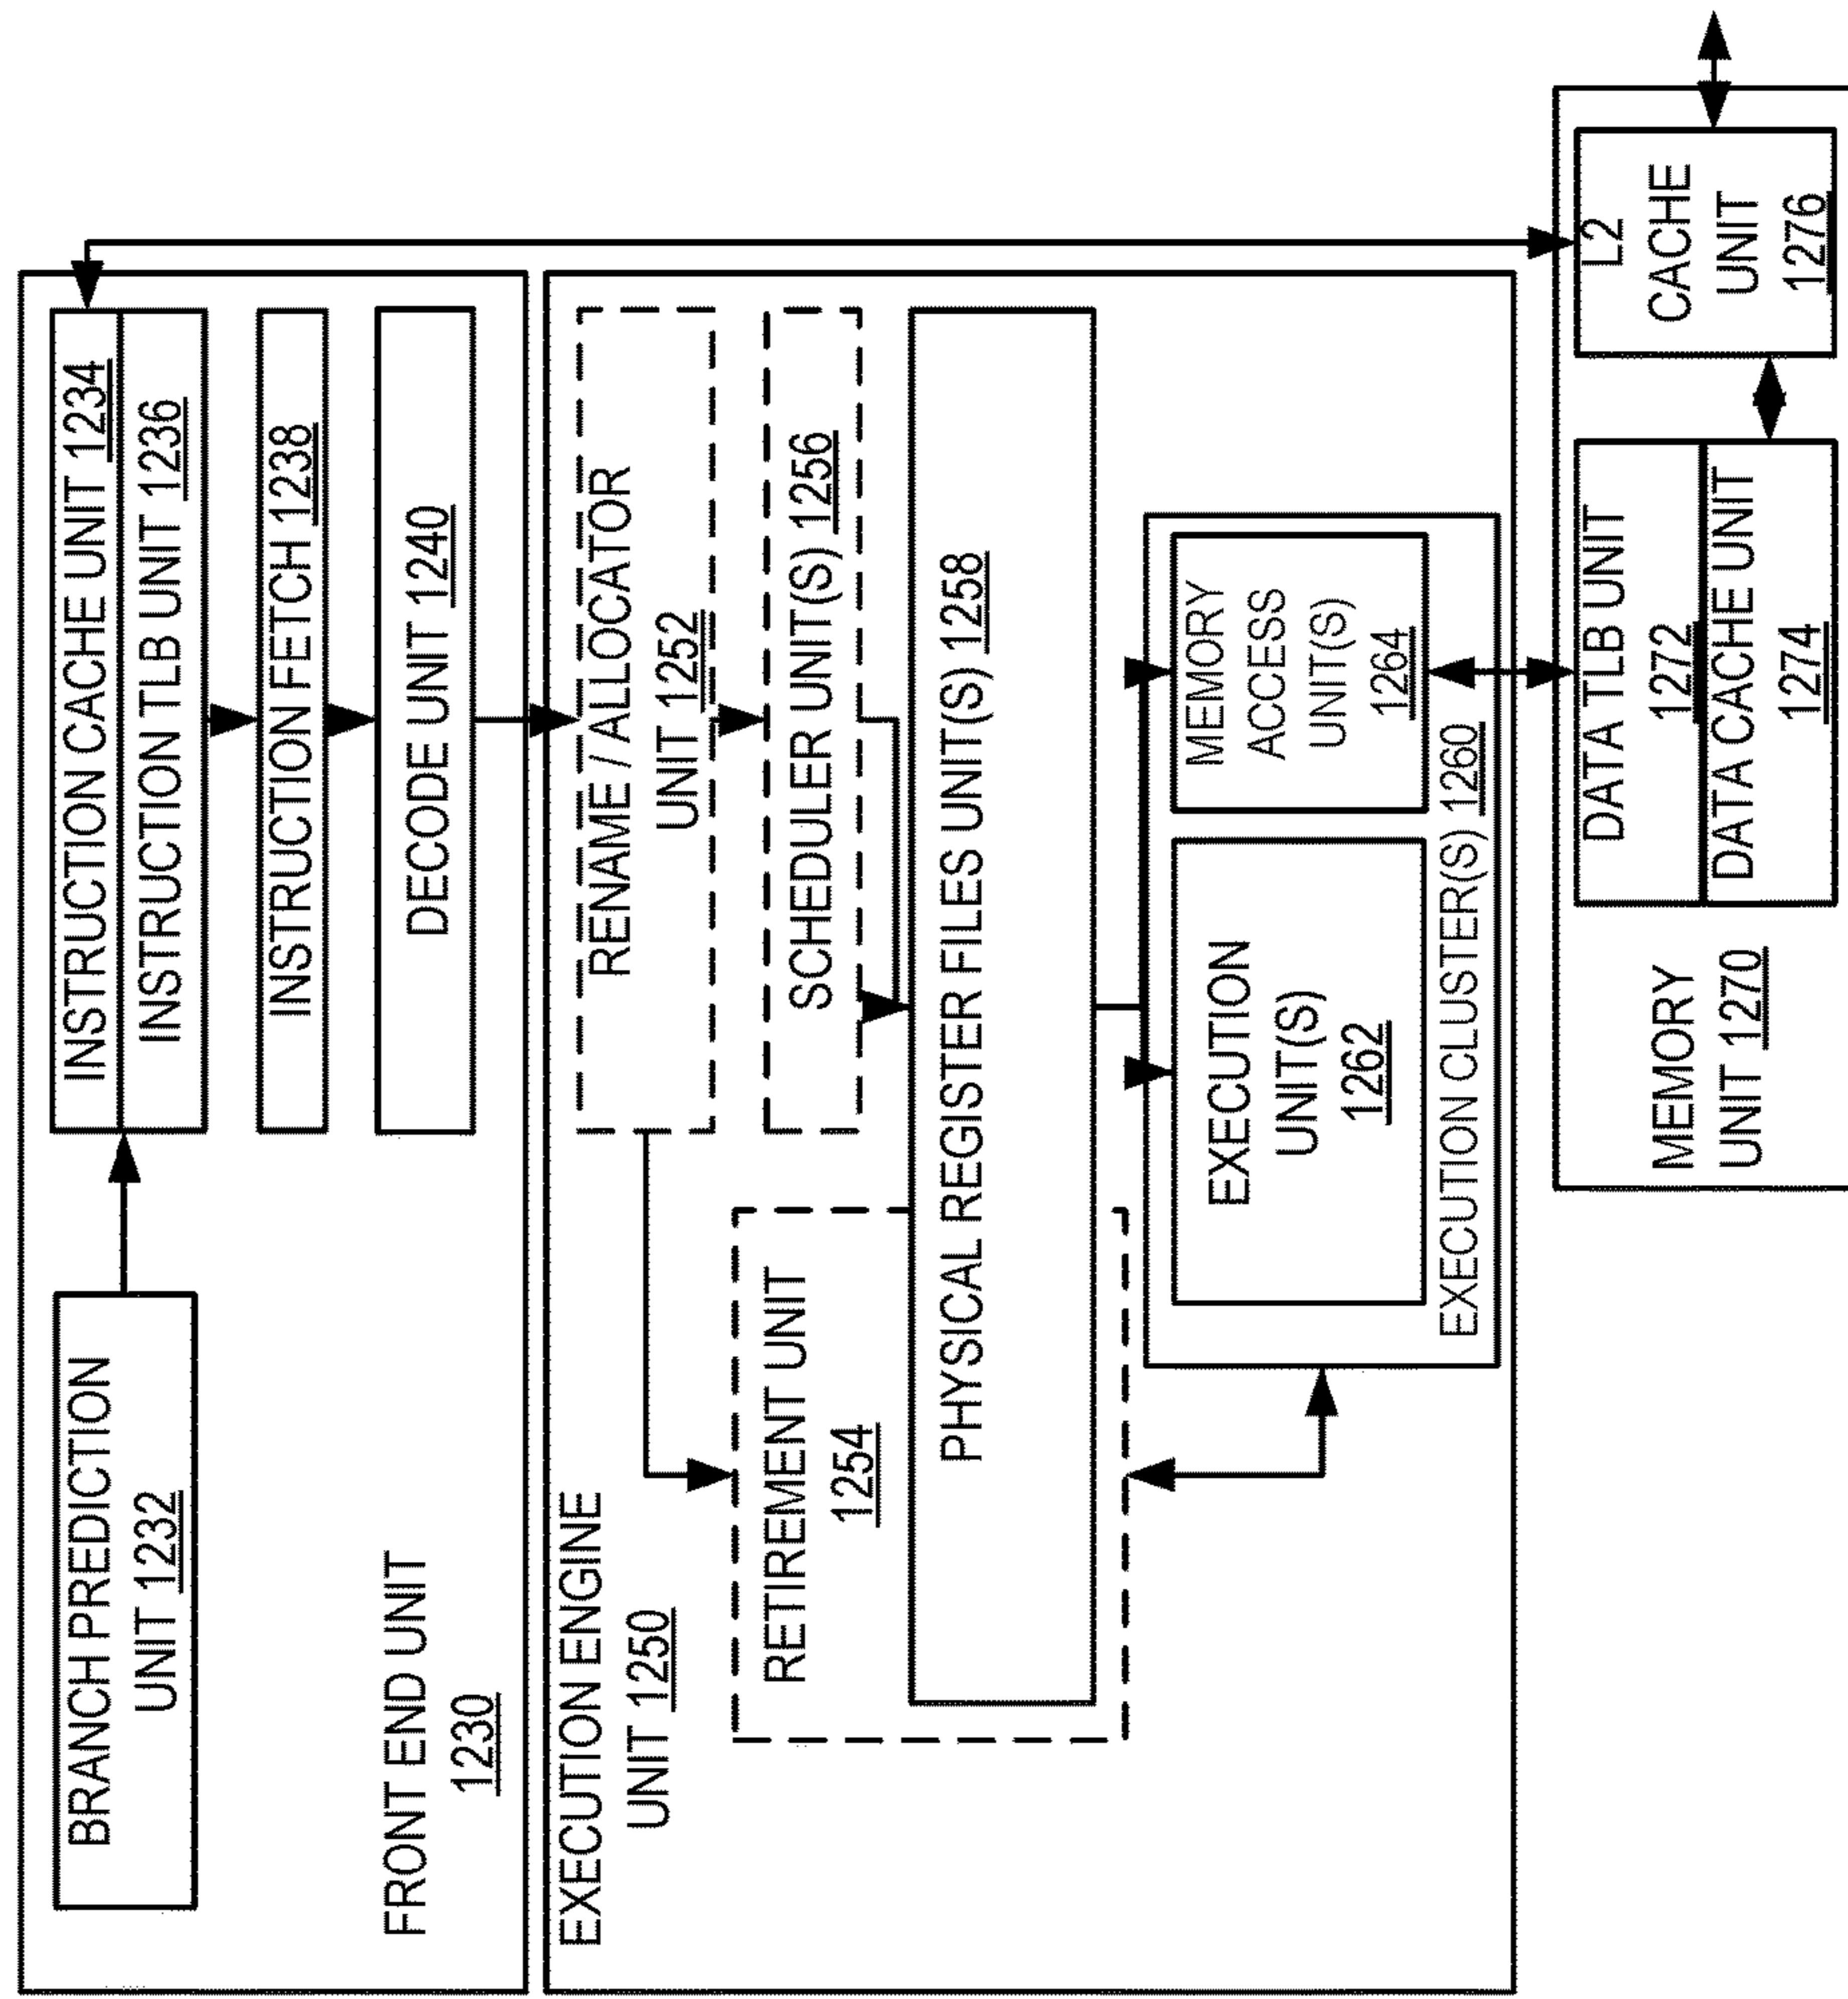 BRANCH PREDICTION
UNIT 1232
INSTRUCTION CACHE UNIT 1234
INSTRUCTION TLB UNIT 1236
INSTRUCTION FETCH 1238
DECODE UNIT 1240
FRONT END UNIT
1230
EXECUTION ENGINE
UNIT 1250
RENAME / ALLOCATOR
UNIT 1252
RETIREMENT UNIT
1254
SCHEDULER UNIT(S) 1256
PHYSICAL REGISTER FILES UNIT(S) 1258
EXECUTION
UNIT(S)
1262
MEMORY
ACCESS
UNIT(S)
1264
EXECUTION CLUSTER(S) 1260
MEMORY
UNIT 1270
DATA TLB UNIT
1272
DATA CACHE UNIT
1274
L2
CACHE
UNIT
1276